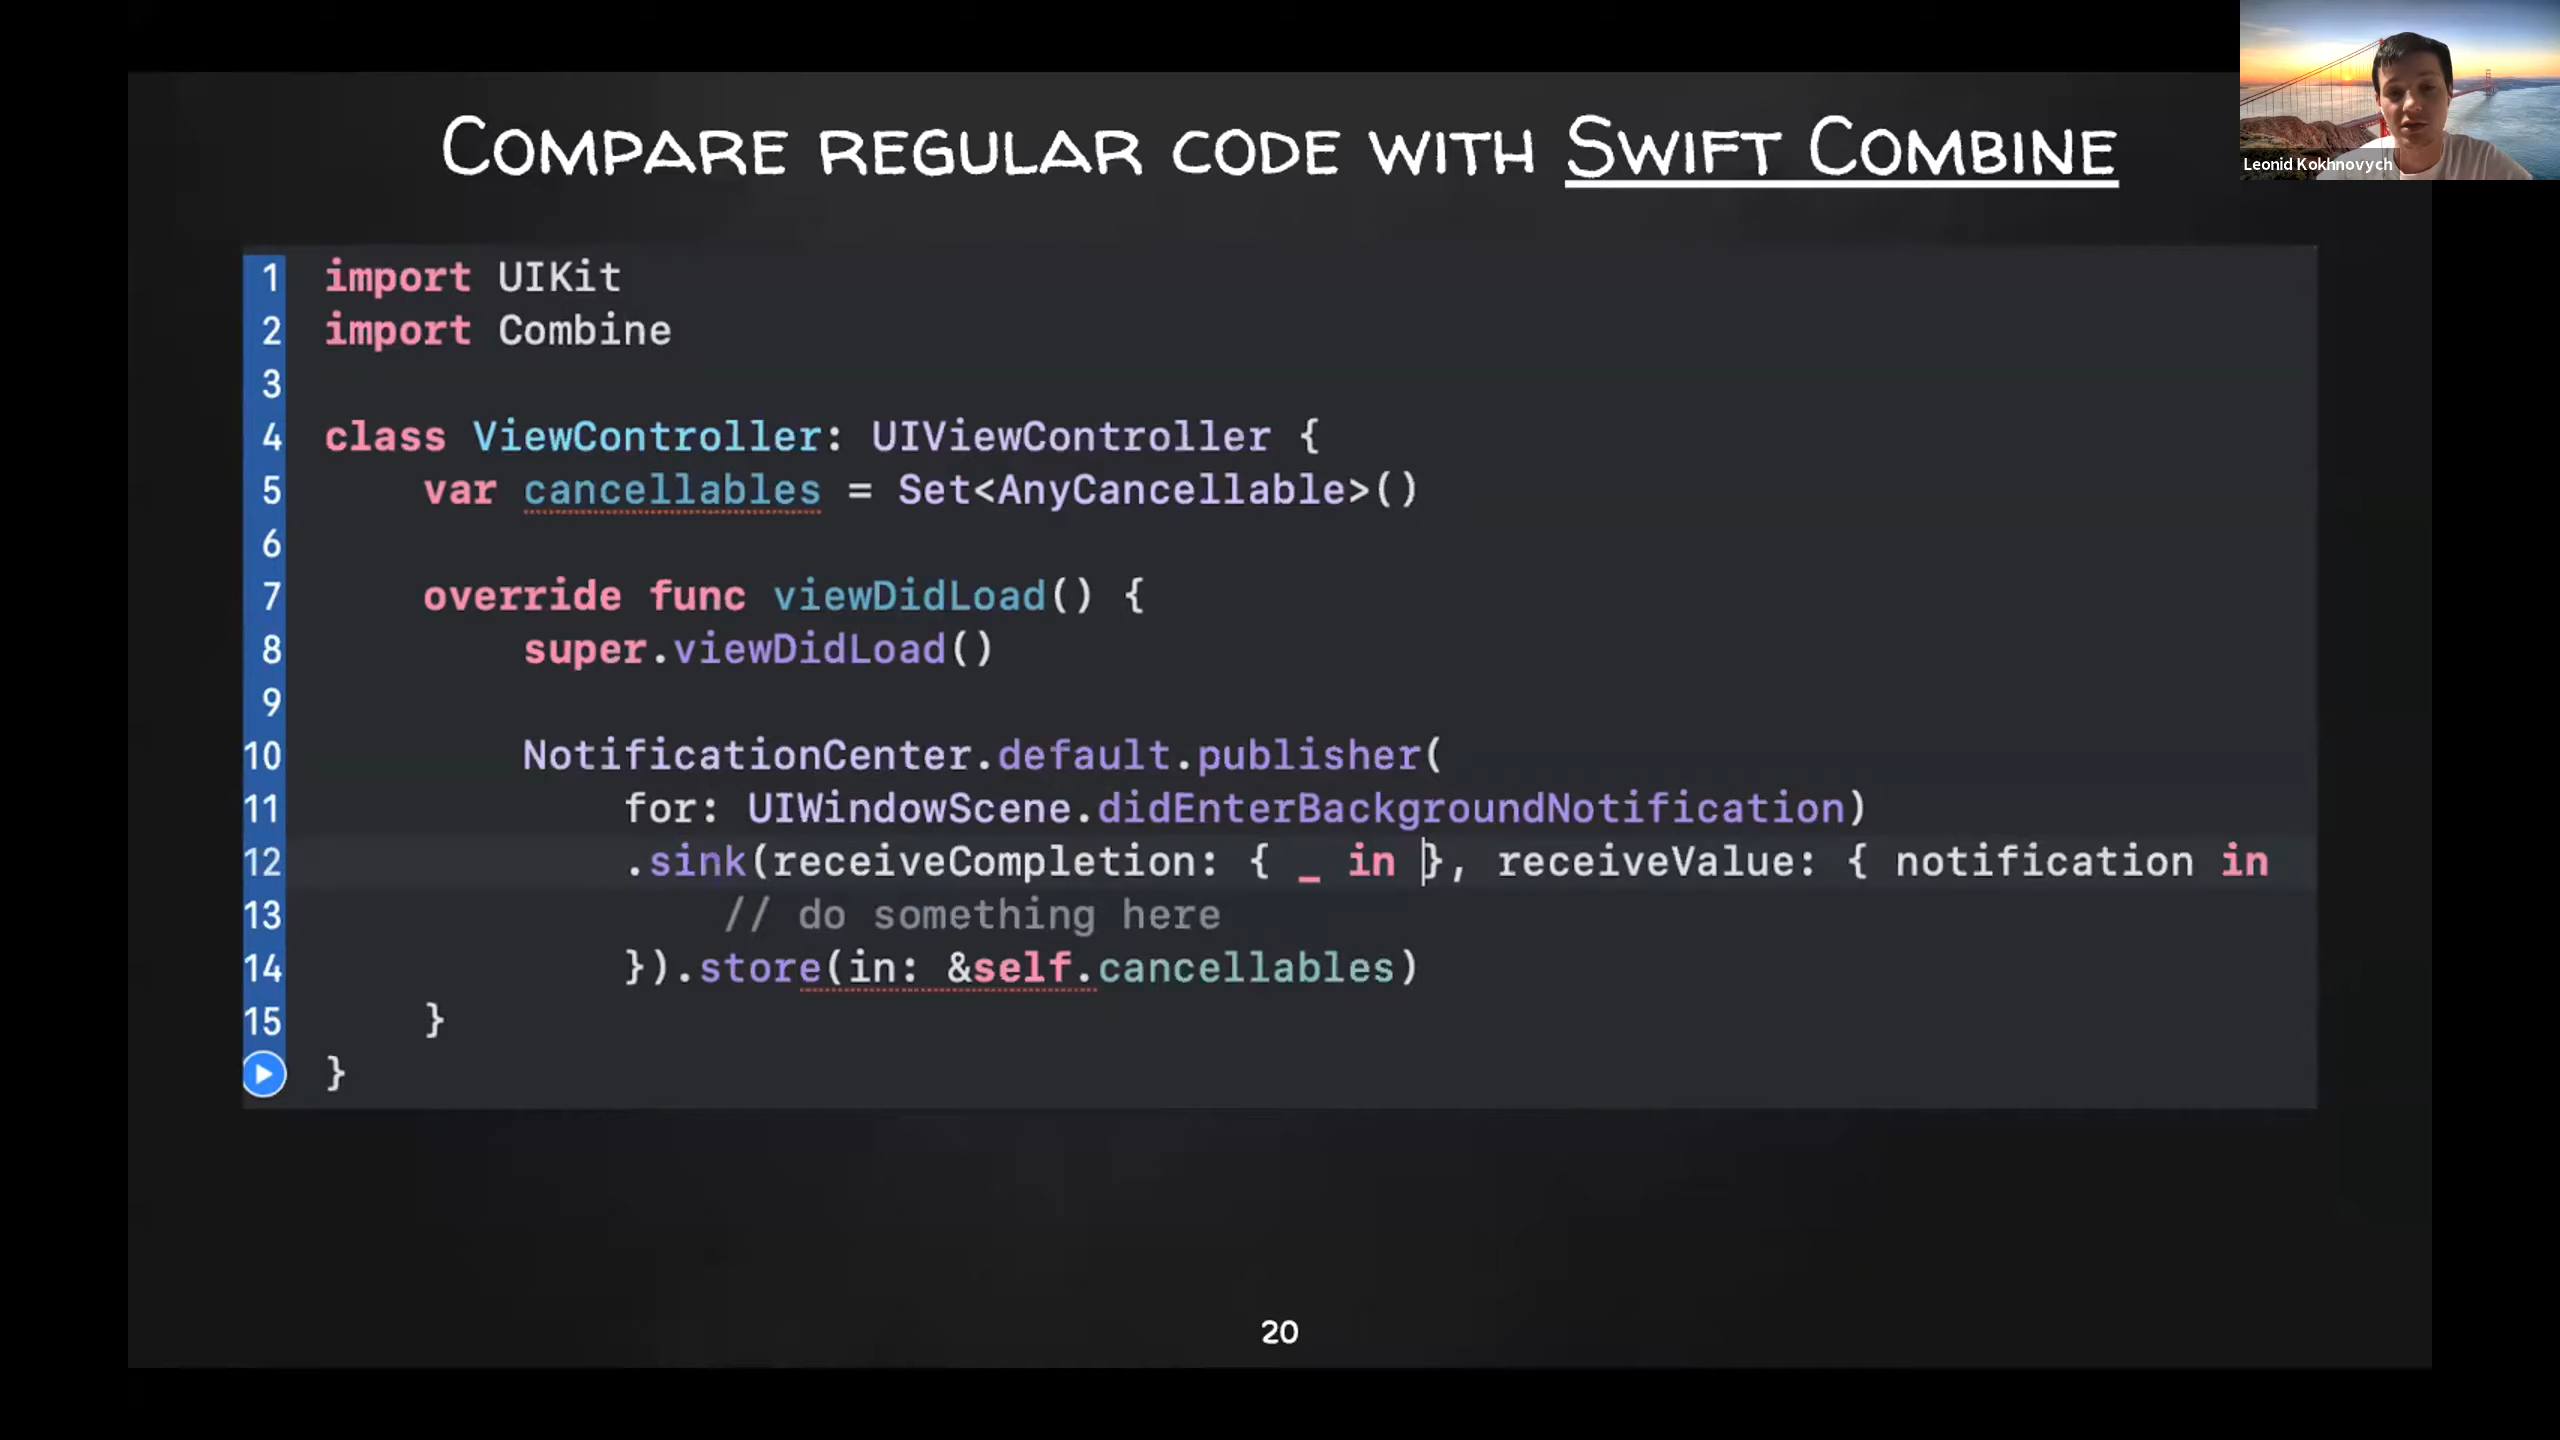 Compare regular code with Swift Combine
Leonid Kokhnovych
1 import UIKit
2 import Combine
3
4 class ViewController: UIViewController {
5     var cancellables = Set<AnyCancellable>()
6
7     override func viewDidLoad() {
8         super.viewDidLoad()
9
10         NotificationCenter.default.publisher(
11             for: UIWindowScene.didEnterBackgroundNotification)
12             .sink(receiveCompletion: { _ in }, receiveValue: { notification in
13                 // do something here
14             }).store(in: &self.cancellables)
15     }
}
20